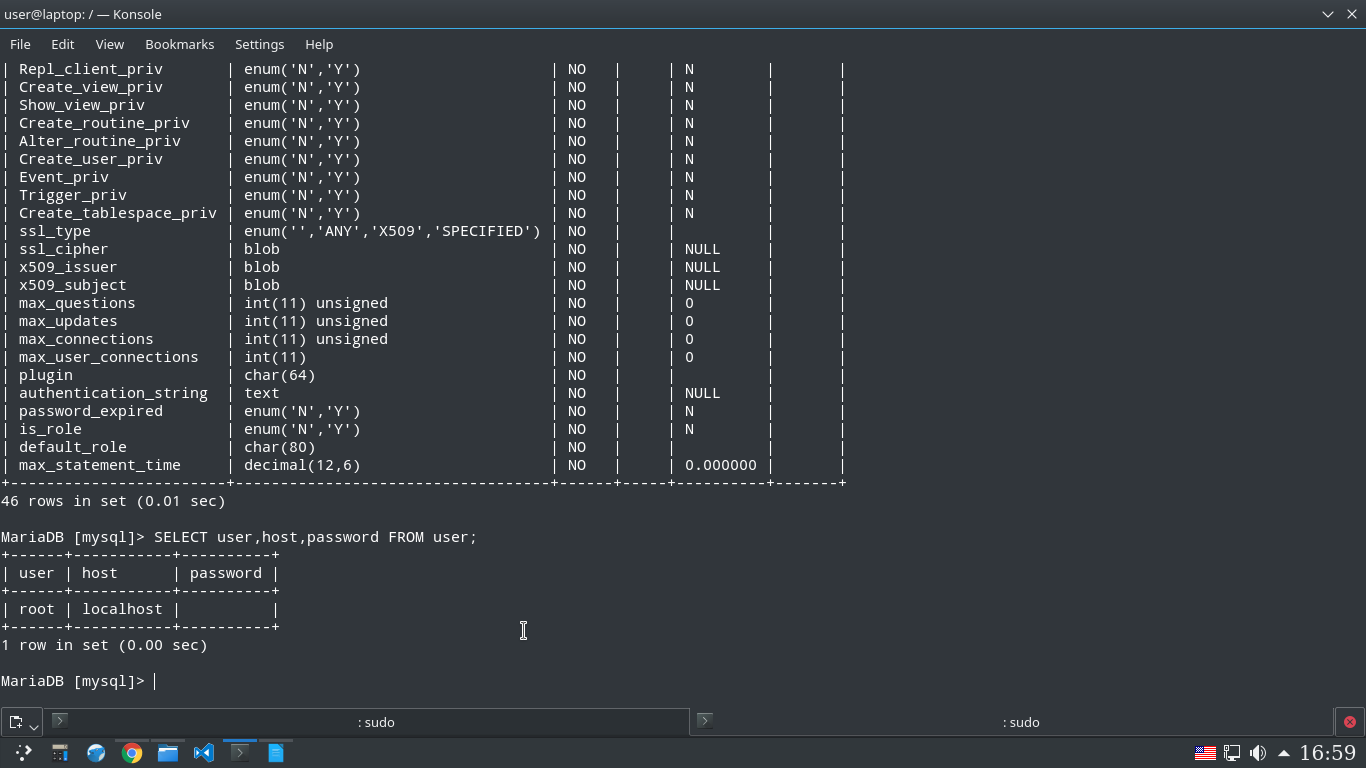 user@laptop: / — Konsole
File Edit View Bookmarks Settings Help
| Repl_client_priv       | enum('N','Y')                     | NO   |     | N        |       |
| Create_view_priv       | enum('N','Y')                     | NO   |     | N        |       |
| Show_view_priv         | enum('N','Y')                     | NO   |     | N        |       |
| Create_routine_priv    | enum('N','Y')                     | NO   |     | N        |       |
| Alter_routine_priv     | enum('N','Y')                     | NO   |     | N        |       |
| Create_user_priv       | enum('N','Y')                     | NO   |     | N        |       |
| Event_priv             | enum('N','Y')                     | NO   |     | N        |       |
| Trigger_priv           | enum('N','Y')                     | NO   |     | N        |       |
| Create_tablespace_priv | enum('N','Y')                     | NO   |     | N        |       |
| ssl_type               | enum('','ANY','X509','SPECIFIED') | NO   |     |          |       |
| ssl_cipher             | blob                              | NO   |     | NULL     |       |
| x509_issuer            | blob                              | NO   |     | NULL     |       |
| x509_subject           | blob                              | NO   |     | NULL     |       |
| max_questions          | int(11) unsigned                  | NO   |     | 0        |       |
| max_updates            | int(11) unsigned                  | NO   |     | 0        |       |
| max_connections        | int(11) unsigned                  | NO   |     | 0        |       |
| max_user_connections   | int(11)                           | NO   |     | 0        |       |
| plugin                 | char(64)                          | NO   |     |          |       |
| authentication_string  | text                              | NO   |     | NULL     |       |
| password_expired       | enum('N','Y')                     | NO   |     | N        |       |
| is_role                | enum('N','Y')                     | NO   |     | N        |       |
| default_role           | char(80)                          | NO   |     |          |       |
| max_statement_time     | decimal(12,6)                     | NO   |     | 0.000000 |       |
+------------------------+-----------------------------------+------+-----+----------+-------+
46 rows in set (0.01 sec)
MariaDB [mysql]> SELECT user,host,password FROM user;
+------+-----------+----------+
| user | host      | password |
+------+-----------+----------+
| root | localhost |          |
+------+-----------+----------+
1 row in set (0.00 sec)
MariaDB [mysql]>
: sudo : sudo
16:59